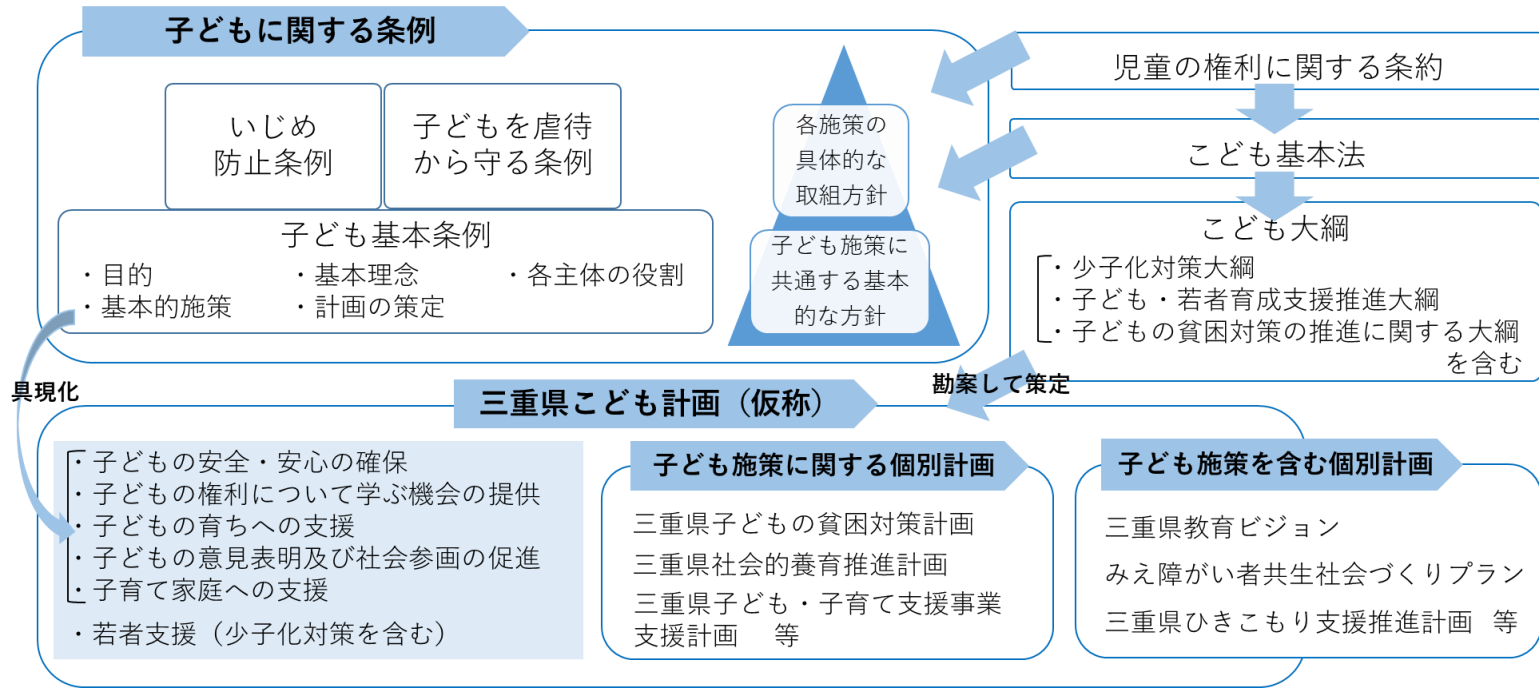 子どもに関する条例
いじめ
防止条例
子どもを虐待
から守る条例
子ども基本条例
・目的
・基本理念
・各主体の役割
・基本的施策
・計画の策定
各施策の
具体的な
取組方針
子ども施策に
共通する基本
的な方針
児童の権利に関する条約
こども基本法
こども大綱
・少子化対策大綱
・子ども・若者育成支援推進大綱
・子どもの貧困対策の推進に関する大綱
を含む
具現化
勘案して策定
三重県こども計画（仮称）
・子どもの安全・安心の確保
・子どもの権利について学ぶ機会の提供
・子どもの育ちへの支援
・子どもの意見表明及び社会参画の促進
・子育て家庭への支援
・若者支援（少子化対策を含む）
子ども施策に関する個別計画
三重県子どもの貧困対策計画
三重県社会的養育推進計画
三重県子ども・子育て支援事業
支援計画　等
子ども施策を含む個別計画
三重県教育ビジョン
みえ障がい者共生社会づくりプラン
三重県ひきこもり支援推進計画　等